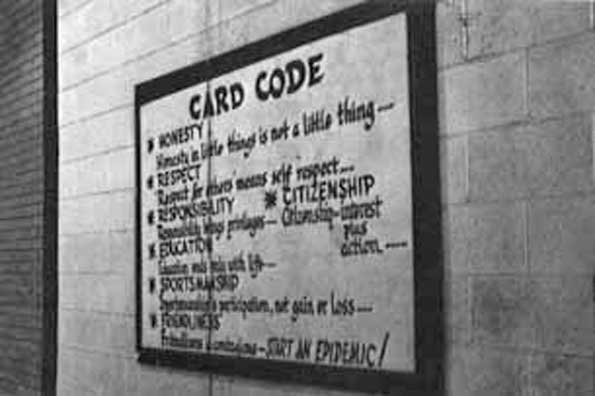 CARD CODE
* HONESTY
Honesty in little things is not a little thing---
* RESPECT
Respect for others means self respect---
* RESPONSIBILITY
Responsibility brings privileges---
* CITIZENSHIP
Citizenship-interest
plus
action.----
* EDUCATION
Education ends only with life---
* SPORTSMANSHIP
Sportsmanship is participation, not gain or loss---
* FRIENDLINESS
Friendliness is contagious-START AN EPIDEMIC!